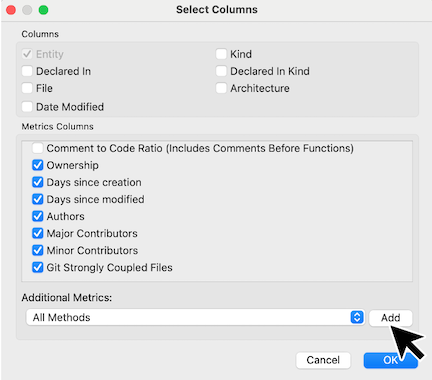 Select Columns
Columns
Entity
Kind
Declared In
Declared In Kind
File
Architecture
Date Modified
Metrics Columns
Comment to Code Ratio (Includes Comments Before Functions)
Ownership
Days since creation
Days since modified
Authors
Major Contributors
Minor Contributors
Git Strongly Coupled Files
Additional Metrics:
All Methods
Add
Cancel
OK